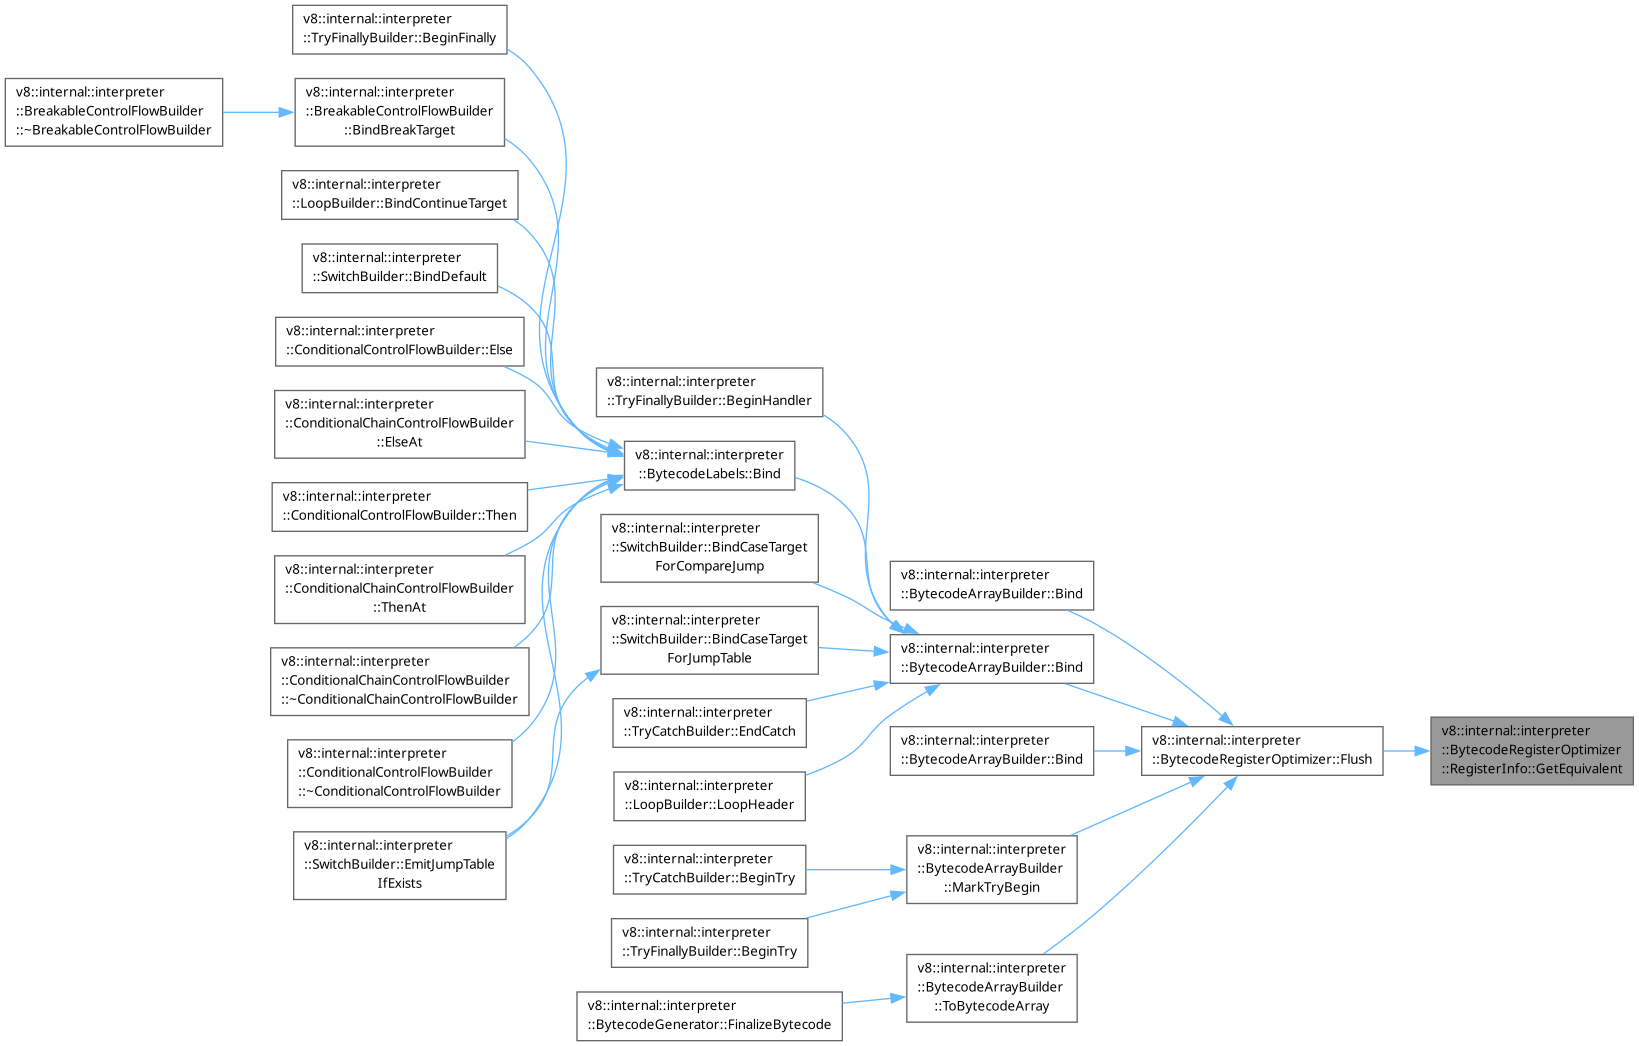 v8::internal::interpreter
::TryFinallyBuilder::BeginFinally
v8::internal::interpreter
::BreakableControlFlowBuilder
::~BreakableControlFlowBuilder
v8::internal::interpreter
::BreakableControlFlowBuilder
::BindBreakTarget
v8::internal::interpreter
::LoopBuilder::BindContinueTarget
v8::internal::interpreter
::SwitchBuilder::BindDefault
v8::internal::interpreter
::ConditionalControlFlowBuilder::Else
v8::internal::interpreter
::ConditionalChainControlFlowBuilder
::ElseAt
v8::internal::interpreter
::ConditionalControlFlowBuilder::Then
v8::internal::interpreter
::ConditionalChainControlFlowBuilder
::ThenAt
v8::internal::interpreter
::ConditionalChainControlFlowBuilder
::~ConditionalChainControlFlowBuilder
v8::internal::interpreter
::ConditionalControlFlowBuilder
::~ConditionalControlFlowBuilder
v8::internal::interpreter
::SwitchBuilder::EmitJumpTable
IfExists
v8::internal::interpreter
::TryFinallyBuilder::BeginHandler
v8::internal::interpreter
::BytecodeLabels::Bind
v8::internal::interpreter
::SwitchBuilder::BindCaseTarget
ForCompareJump
v8::internal::interpreter
::SwitchBuilder::BindCaseTarget
ForJumpTable
v8::internal::interpreter
::TryCatchBuilder::EndCatch
v8::internal::interpreter
::LoopBuilder::LoopHeader
v8::internal::interpreter
::TryCatchBuilder::BeginTry
v8::internal::interpreter
::TryFinallyBuilder::BeginTry
v8::internal::interpreter
::BytecodeGenerator::FinalizeBytecode
v8::internal::interpreter
::BytecodeArrayBuilder::Bind
v8::internal::interpreter
::BytecodeArrayBuilder::Bind
v8::internal::interpreter
::BytecodeArrayBuilder::Bind
v8::internal::interpreter
::BytecodeArrayBuilder
::MarkTryBegin
v8::internal::interpreter
::BytecodeArrayBuilder
::ToBytecodeArray
v8::internal::interpreter
::BytecodeRegisterOptimizer::Flush
v8::internal::interpreter
::BytecodeRegisterOptimizer
::RegisterInfo::GetEquivalent